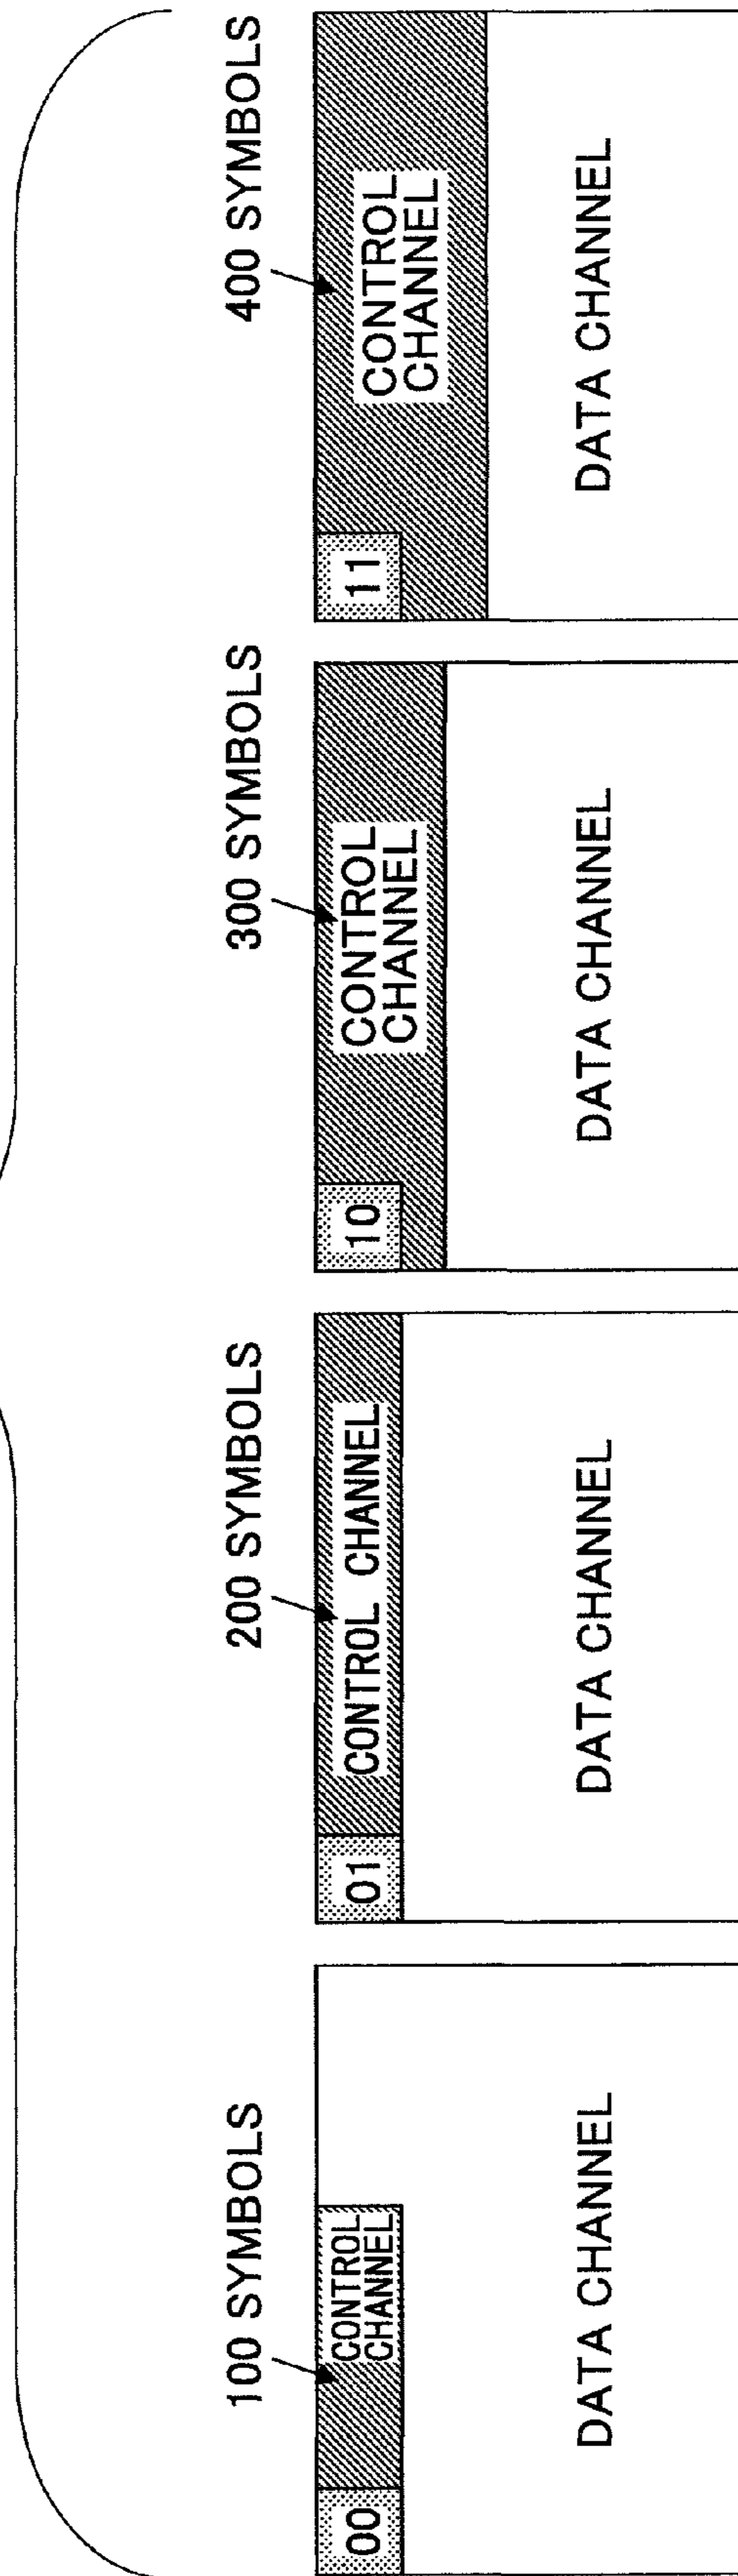 100 SYMBOLS
00
CONTROL
CHANNEL
DATA CHANNEL
200 SYMBOLS
01
CONTROL CHANNEL
DATA CHANNEL
300 SYMBOLS
10
CONTROL
CHANNEL
DATA CHANNEL
400 SYMBOLS
11
CONTROL
CHANNEL
DATA CHANNEL